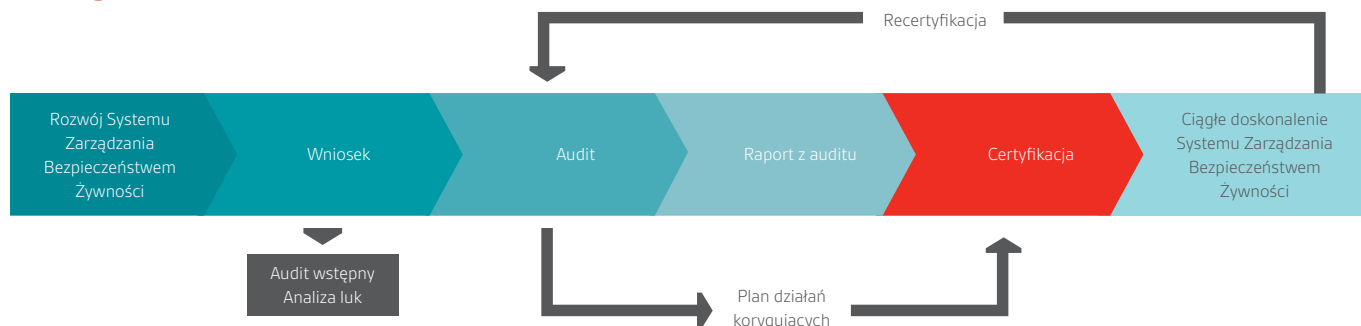 Recertyfikacja
Rozwój Systemu
Zarządzania
Bezpieczeństwem
Żywności
Wniosek
Audit
Raport z auditu
Certyfikacja
Ciągłe doskonalenie
Systemu Zarządzania
Bezpieczeństwem
Żywności
Audit wstępny
Analiza luk
Plan działań
korygujących